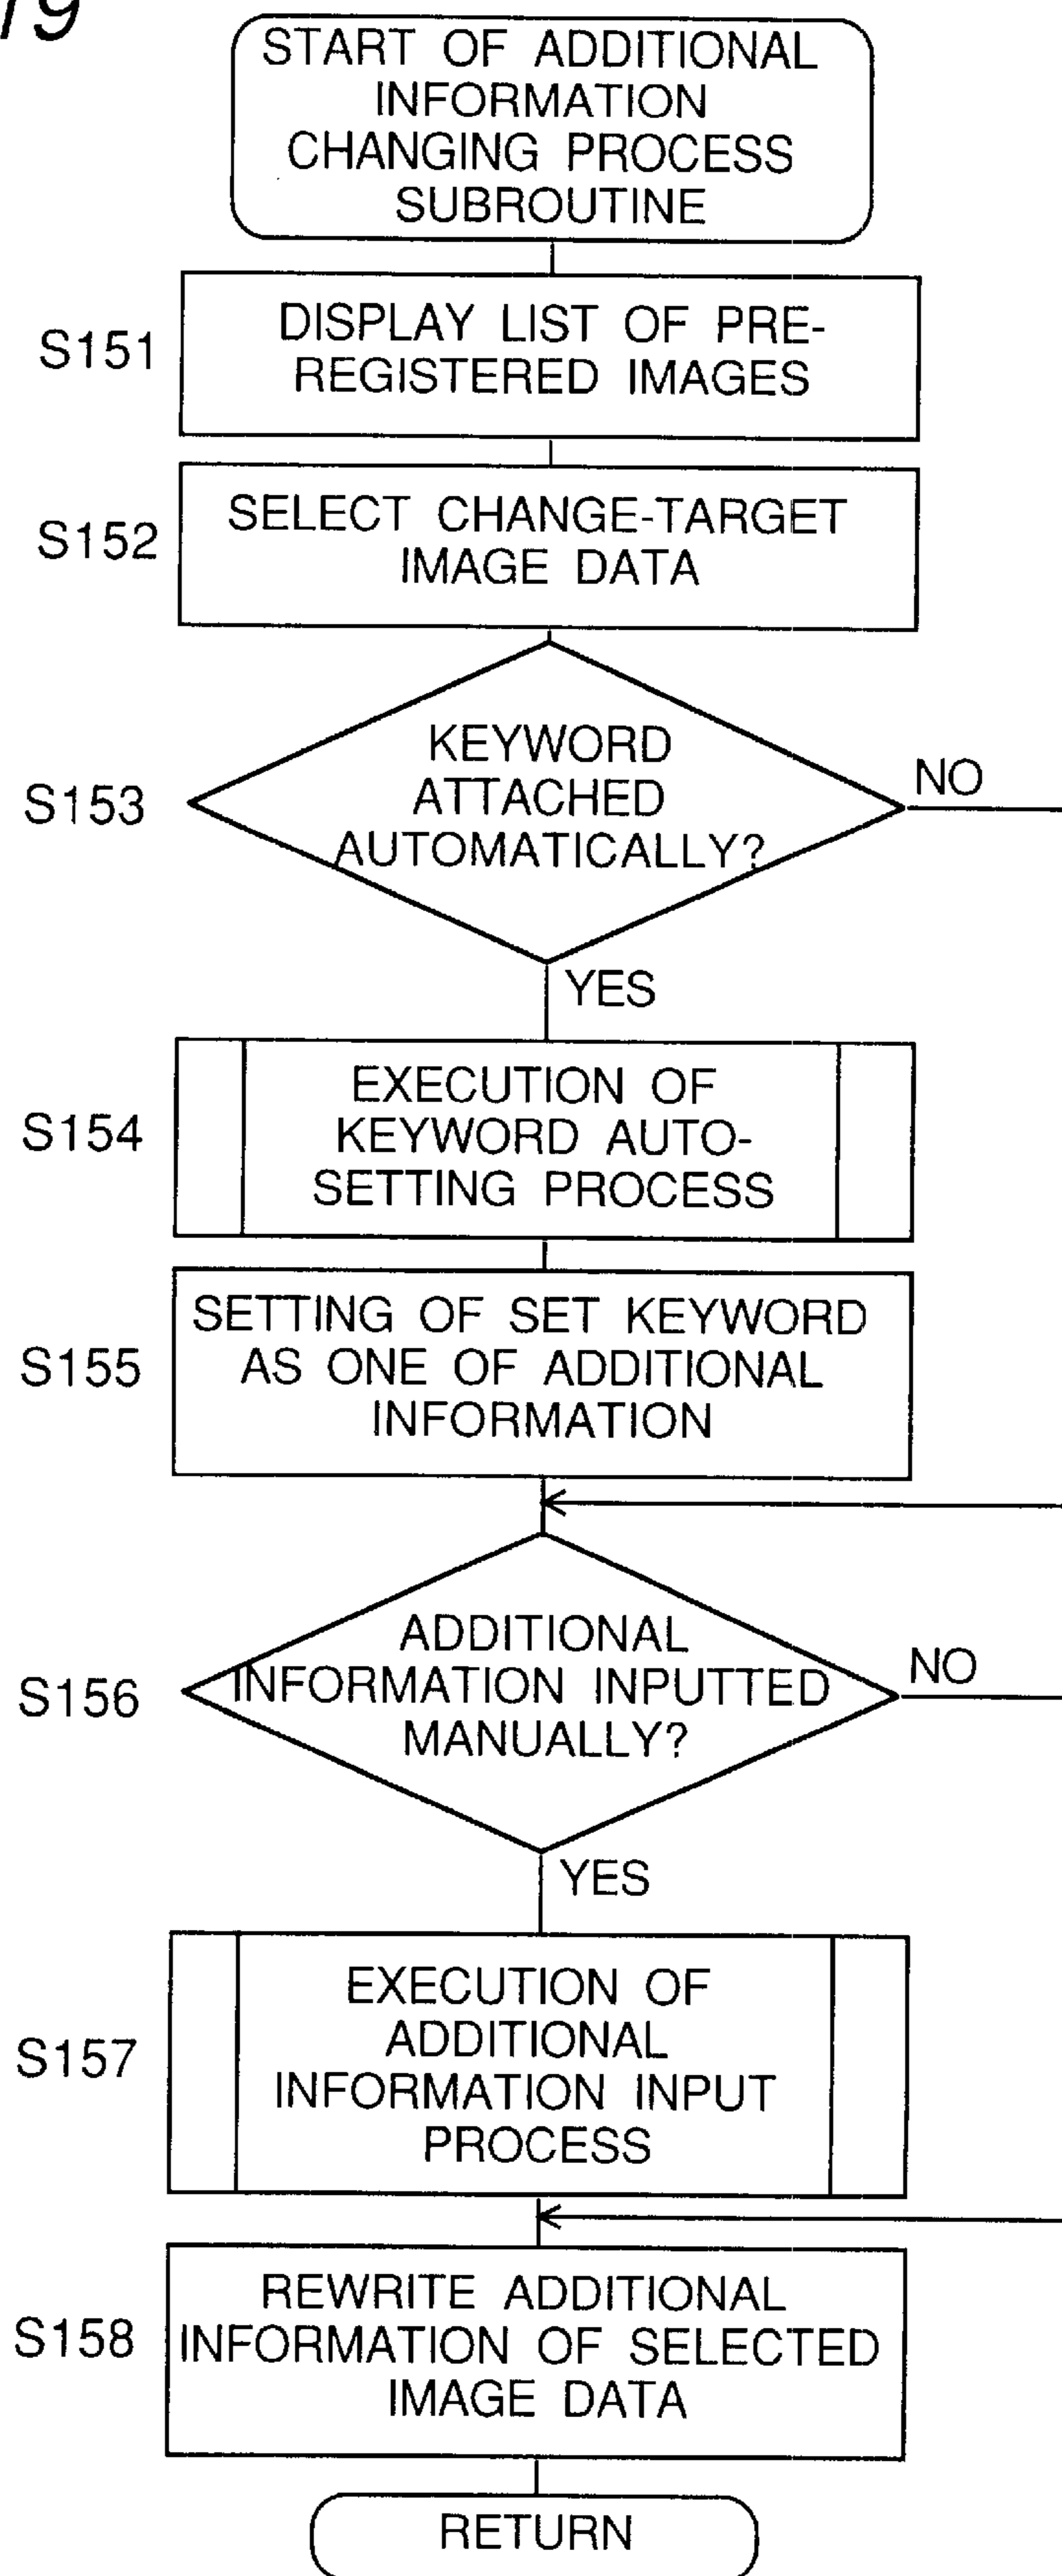 19
START OF ADDITIONAL
INFORMATION
CHANGING PROCESS
SUBROUTINE
S151
DISPLAY LIST OF PRE-
REGISTERED IMAGES
S152
SELECT CHANGE-TARGET
IMAGE DATA
S153
KEYWORD
ATTACHED
AUTOMATICALLY?
NO
YES
S154
EXECUTION OF
KEYWORD AUTO-
SETTING PROCESS
S155
SETTING OF SET KEYWORD
AS ONE OF ADDITIONAL
INFORMATION
S156
ADDITIONAL
INFORMATION INPUTTED
MANUALLY?
NO
YES
S157
EXECUTION OF
ADDITIONAL
INFORMATION INPUT
PROCESS
S158
REWRITE ADDITIONAL
INFORMATION OF SELECTED
IMAGE DATA
RETURN